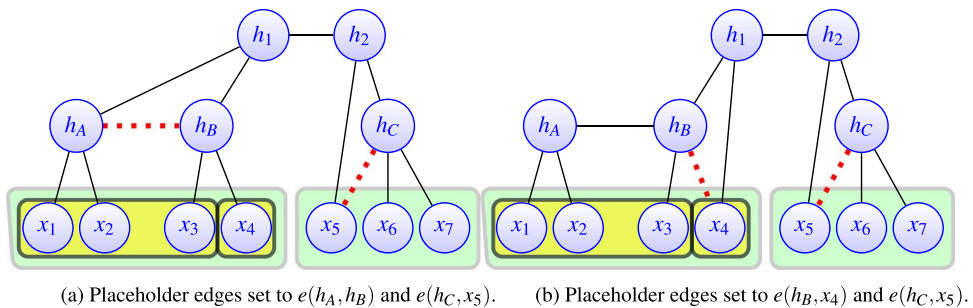 h1 h2 h1 h2
hA hB hC hA hB hC
x1 x2 x3 x4 x5 x6 x7 x1 x2 x3 x4 x5 x6 x7
(a) Placeholder edges set to e(hA,hB) and e(hC,x5). (b) Placeholder edges set to e(hB,x4) and e(hC,x5)